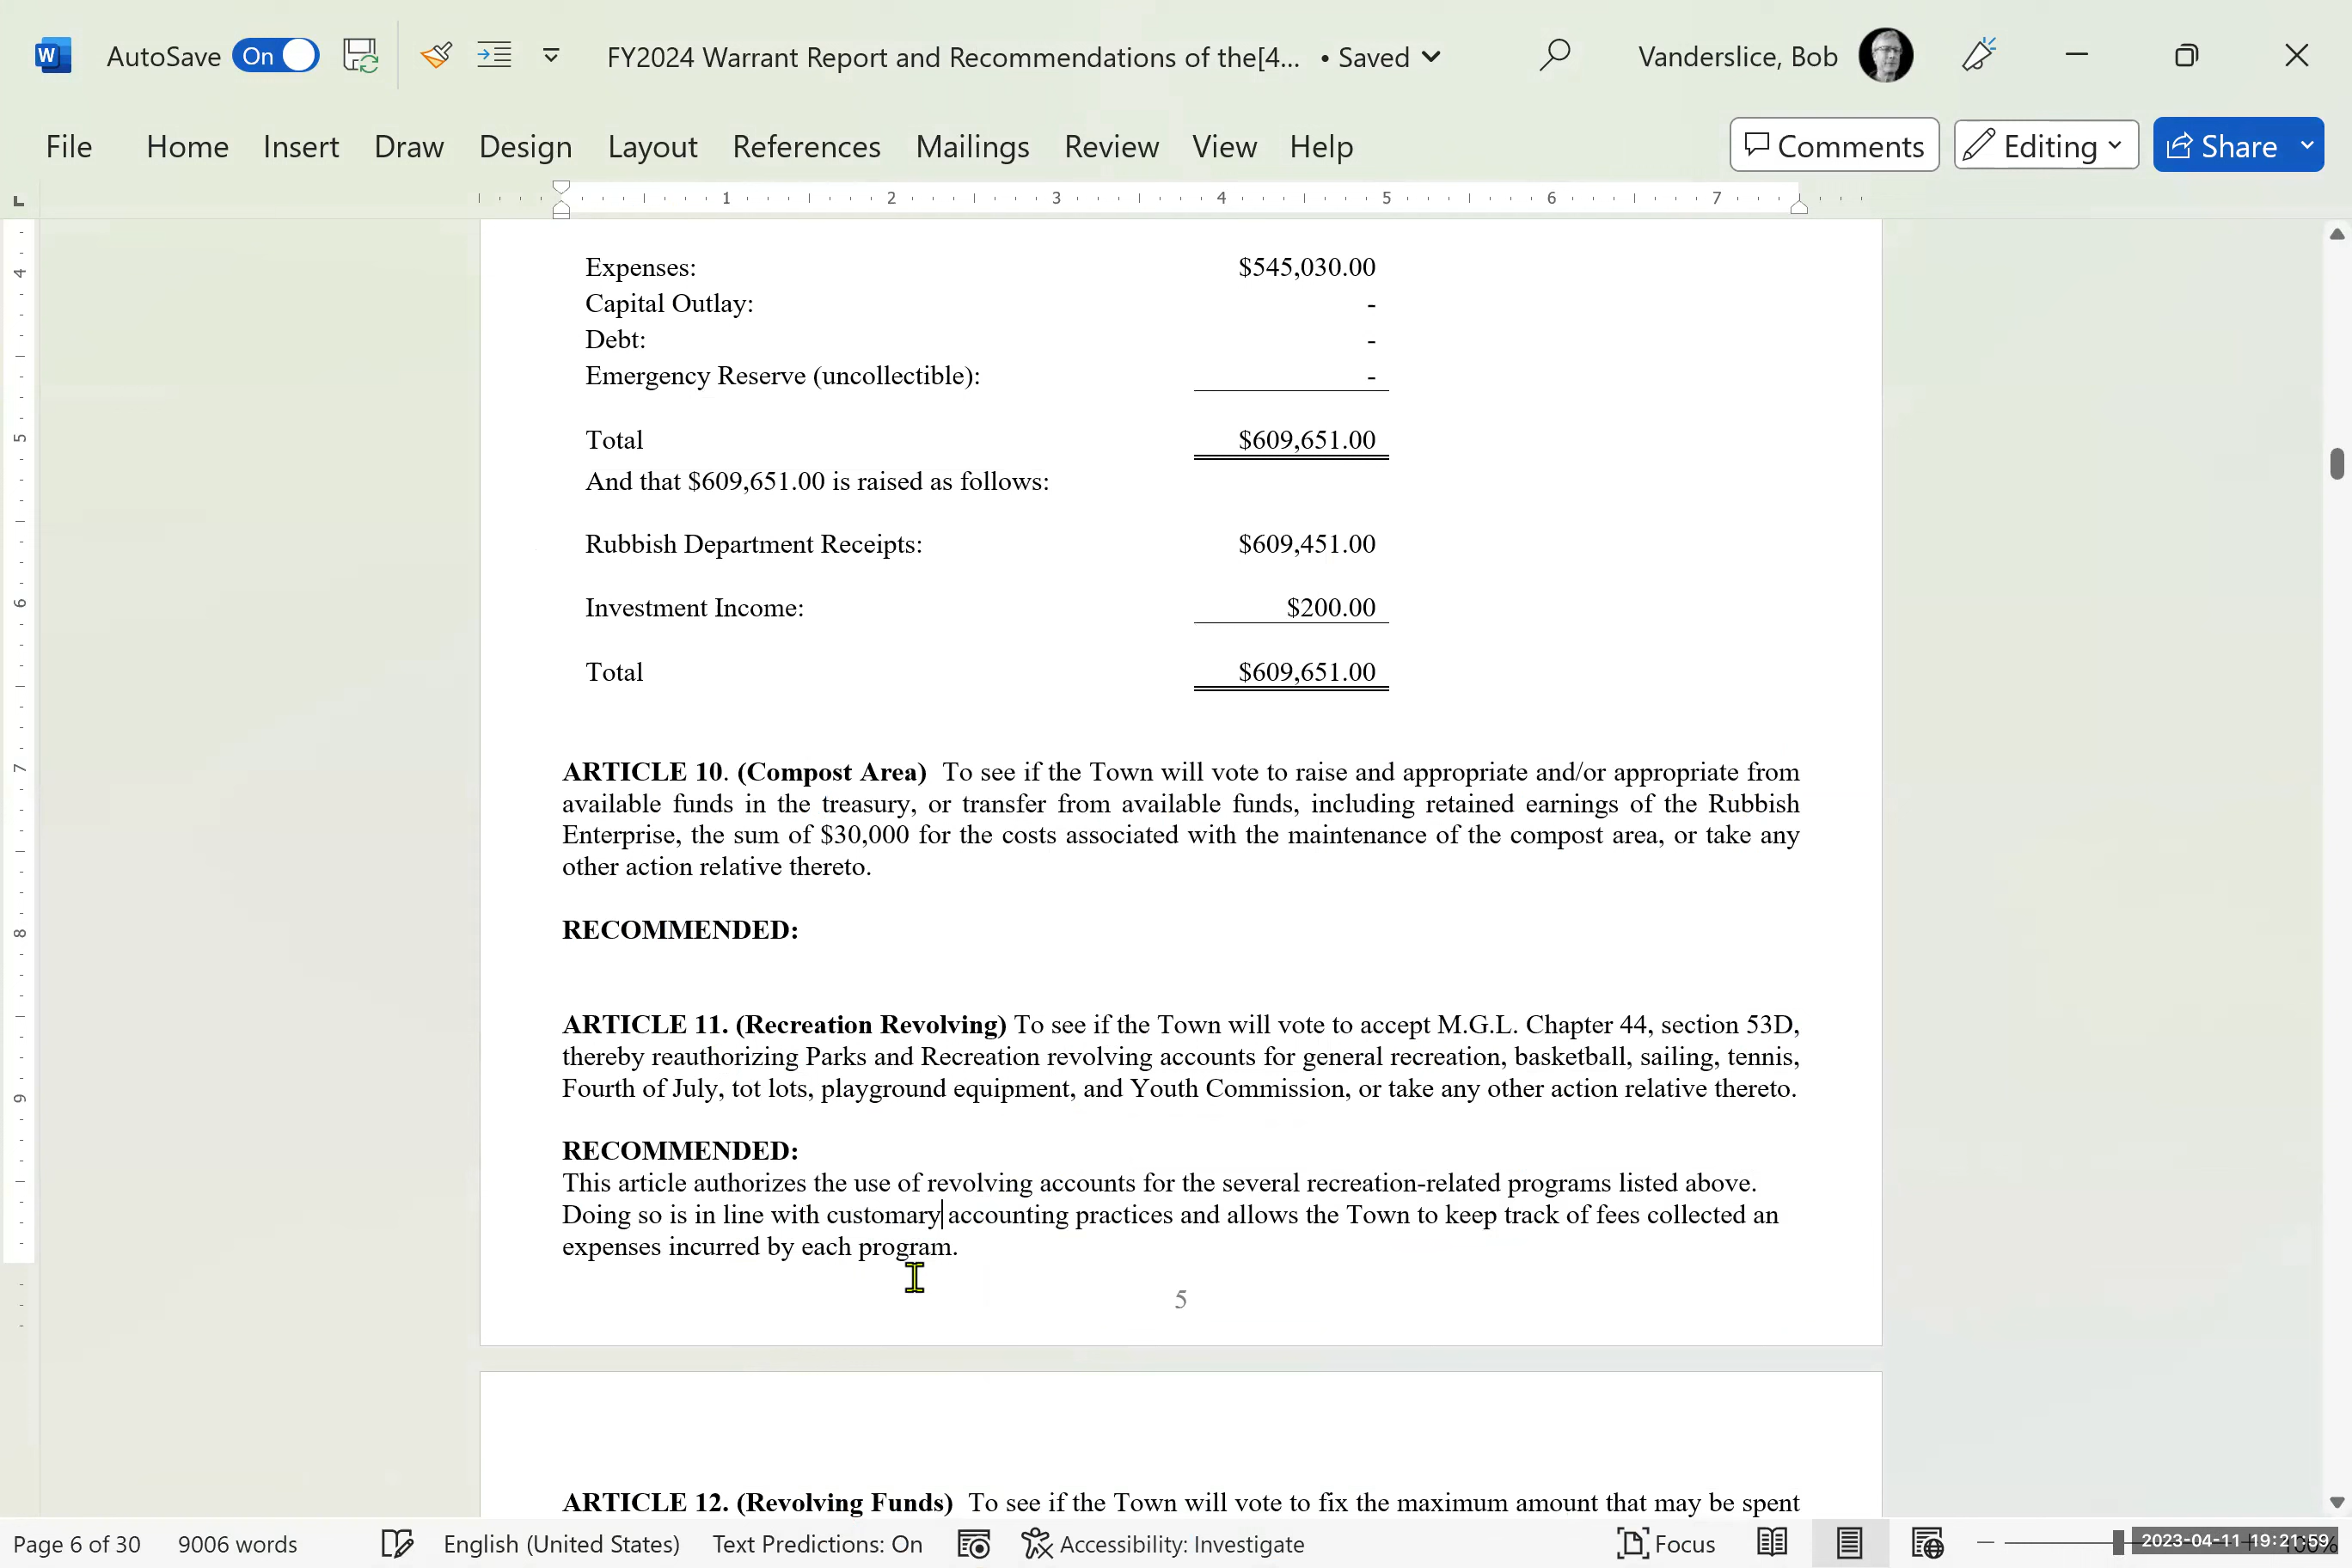 AutoSave On FY2024 Warrant Report and Recommendations of the[4... • Saved Vanderslice, Bob
File Home Insert Draw Design Layout References Mailings Review View Help Comments Editing Share
1 2 3 4 5 6 7
4
5
6
7
8
9
Expenses: $545,030.00
Capital Outlay: -
Debt: -
Emergency Reserve (uncollectible): -
Total $609,651.00
And that $609,651.00 is raised as follows:
Rubbish Department Receipts: $609,451.00
Investment Income: $200.00
Total $609,651.00
ARTICLE 10. (Compost Area) To see if the Town will vote to raise and appropriate and/or appropriate from
available funds in the treasury, or transfer from available funds, including retained earnings of the Rubbish
Enterprise, the sum of $30,000 for the costs associated with the maintenance of the compost area, or take any
other action relative thereto.
RECOMMENDED:
ARTICLE 11. (Recreation Revolving) To see if the Town will vote to accept M.G.L. Chapter 44, section 53D,
thereby reauthorizing Parks and Recreation revolving accounts for general recreation, basketball, sailing, tennis,
Fourth of July, tot lots, playground equipment, and Youth Commission, or take any other action relative thereto.
RECOMMENDED:
This article authorizes the use of revolving accounts for the several recreation-related programs listed above.
Doing so is in line with customary accounting practices and allows the Town to keep track of fees collected an
expenses incurred by each program.
5
ARTICLE 12. (Revolving Funds) To see if the Town will vote to fix the maximum amount that may be spent
Page 6 of 30 9006 words English (United States) Text Predictions: On Accessibility: Investigate Focus 2023-04-11 19:21:59